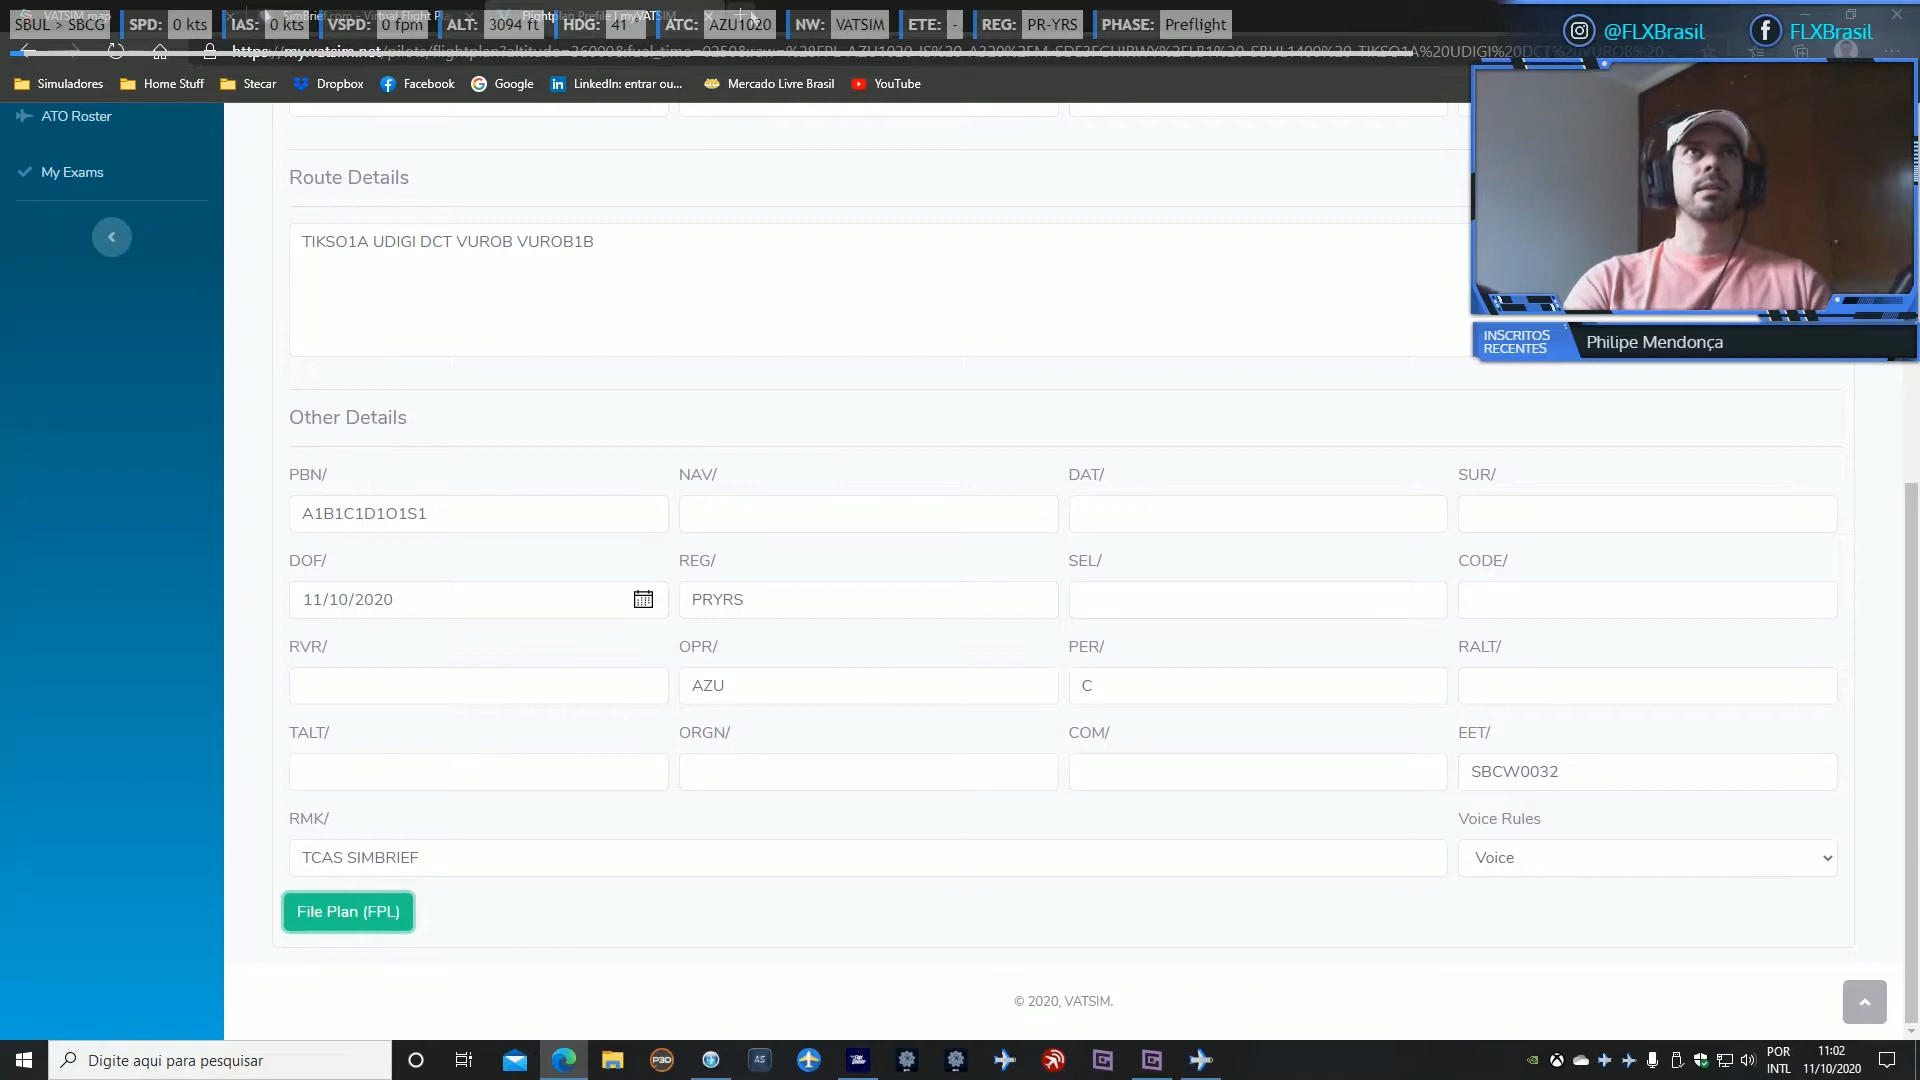 SBUL > SBCG SPD: 0 kts IAS: 0 kts VSPD: 0 fpm ALT: 3094 ft HDG: 41 ATC: AZU1020 NW: VATSIM ETE: - REG: PR-YRS PHASE: Preflight
@FLXBrasil FLXBrasil
Simuladores Home Stuff Stecar Dropbox Facebook Google LinkedIn: entrar ou... Mercado Livre Brasil YouTube
ATO Roster
My Exams
Route Details
TIKSO1A UDIGI DCT VUROB VUROB1B
INSCRITOS
RECENTES
Philipe Mendonça
Other Details
PBN/ NAV/ DAT/ SUR/
A1B1C1D1O1S1
DOF/ REG/ SEL/ CODE/
11/10/2020 PRYRS
RVR/ OPR/ PER/ RALT/
AZU C
TALT/ ORGN/ COM/ EET/
SBCW0032
RMK/ Voice Rules
TCAS SIMBRIEF Voice
File Plan (FPL)
© 2020, VATSIM.
Digite aqui para pesquisar
P3D
AS
POR
INTL
11:02
11/10/2020